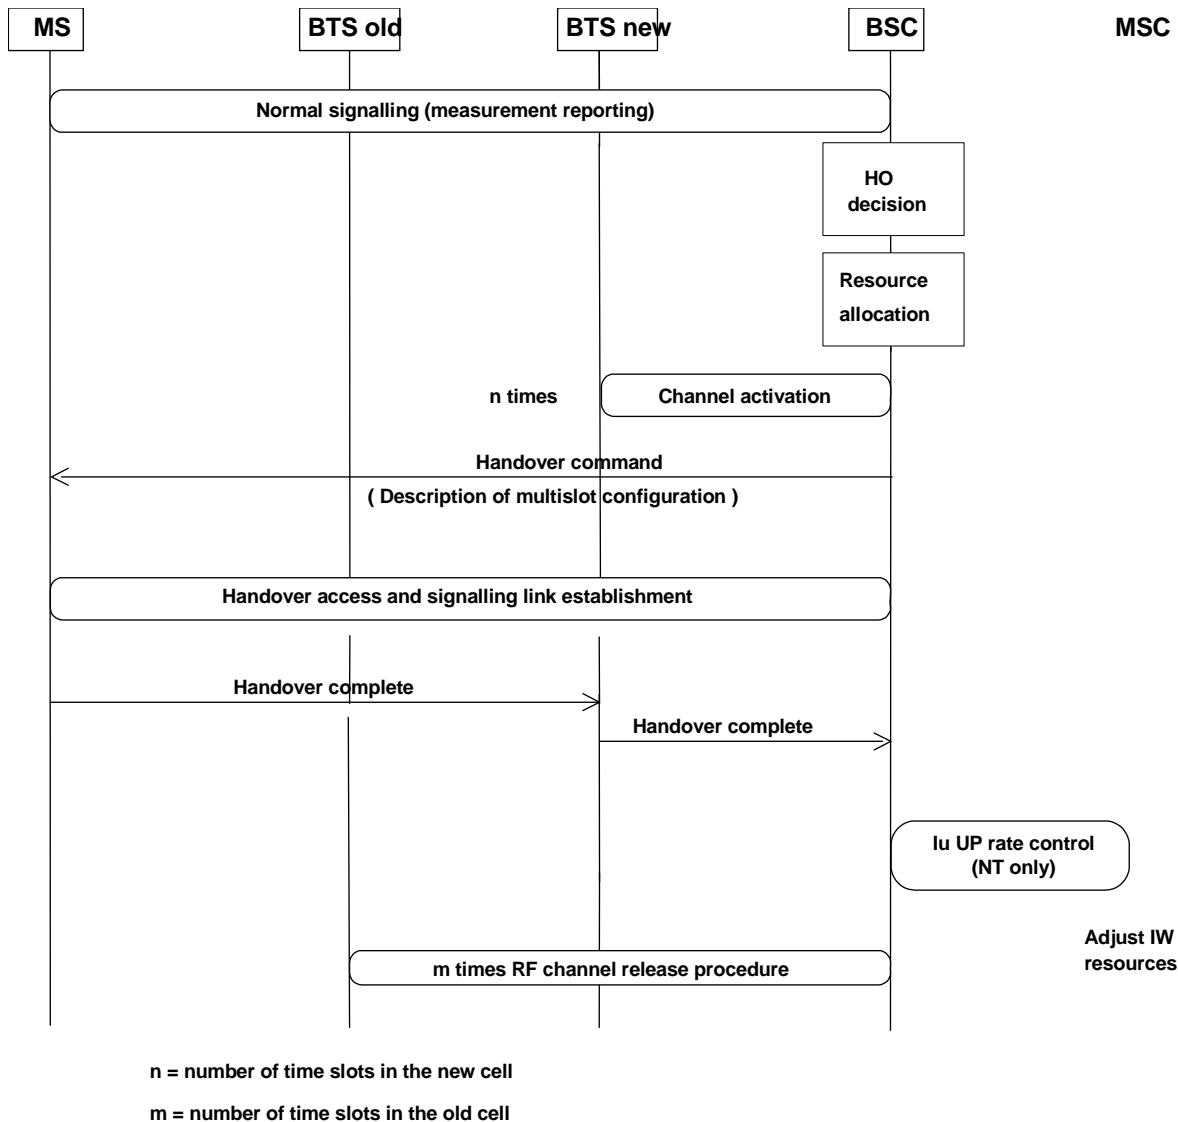 MS
BTS old
BTS new
BSC
MSC
Normal signalling (measurement reporting)
HO
decision
Resource
allocation
n times
Channel activation
Handover command
( Description of multislot configuration )
Handover access and signalling link establishment
Handover complete
Handover complete
Iu UP rate control
(NT only)
Adjust IW
resources
m times RF channel release procedure
n = number of time slots in the new cell
m = number of time slots in the old cell